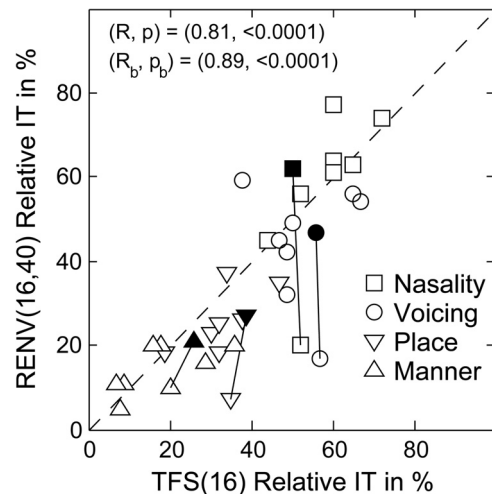 (R, p) = (0.81, <0.0001)
(R_b, p_b) = (0.89, <0.0001)
80
60
40
20
0
20
40
60
80
RENV(16,40) Relative IT in %
Nasality
Voicing
Place
Manner
TFS(16) Relative IT in %